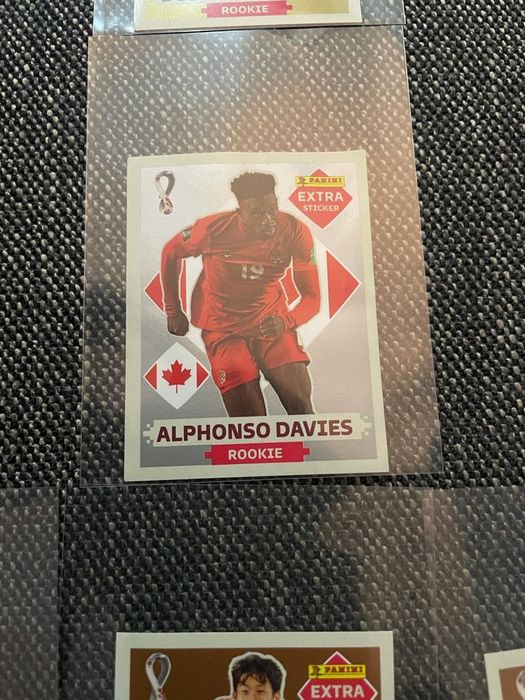 ROOKIE
PANINI
EXTRA
STICKER
19
ALPHONSO DAVIES
ROOKIE
PANINI
EXTRA